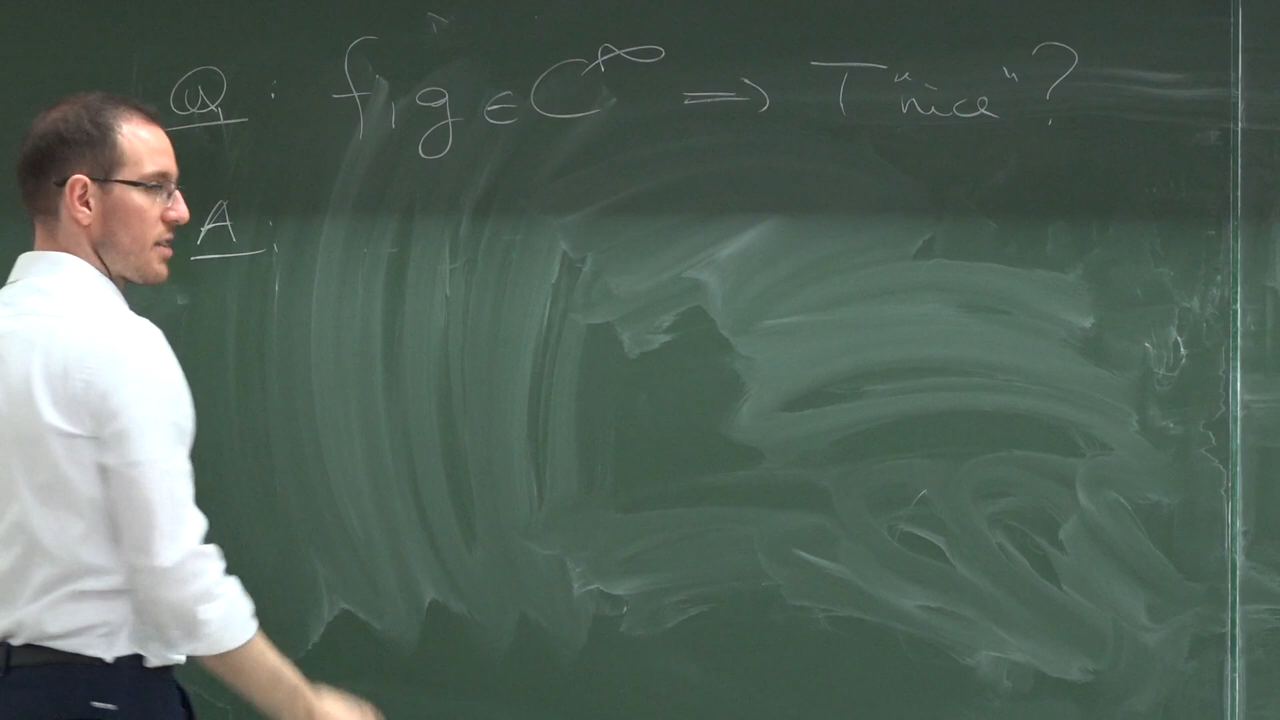 Q: f, g ∈ C^∞ ⟹ T "nice"?
A: